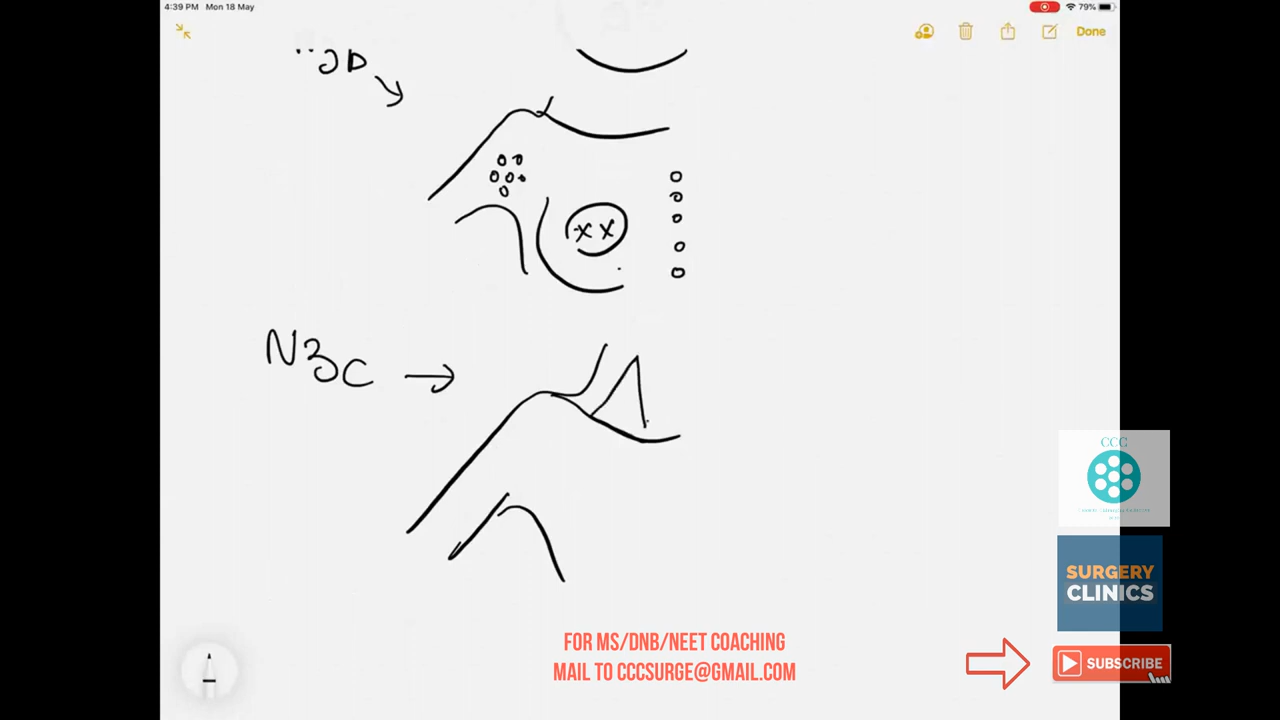 4:39 PM Mon 18 May
79%
Done
xx
N3C →
CCC
SURGERY
CLINICS
FOR MS/DNB/NEET COACHING
MAIL TO CCCSURGE@GMAIL.COM
SUBSCRIBE